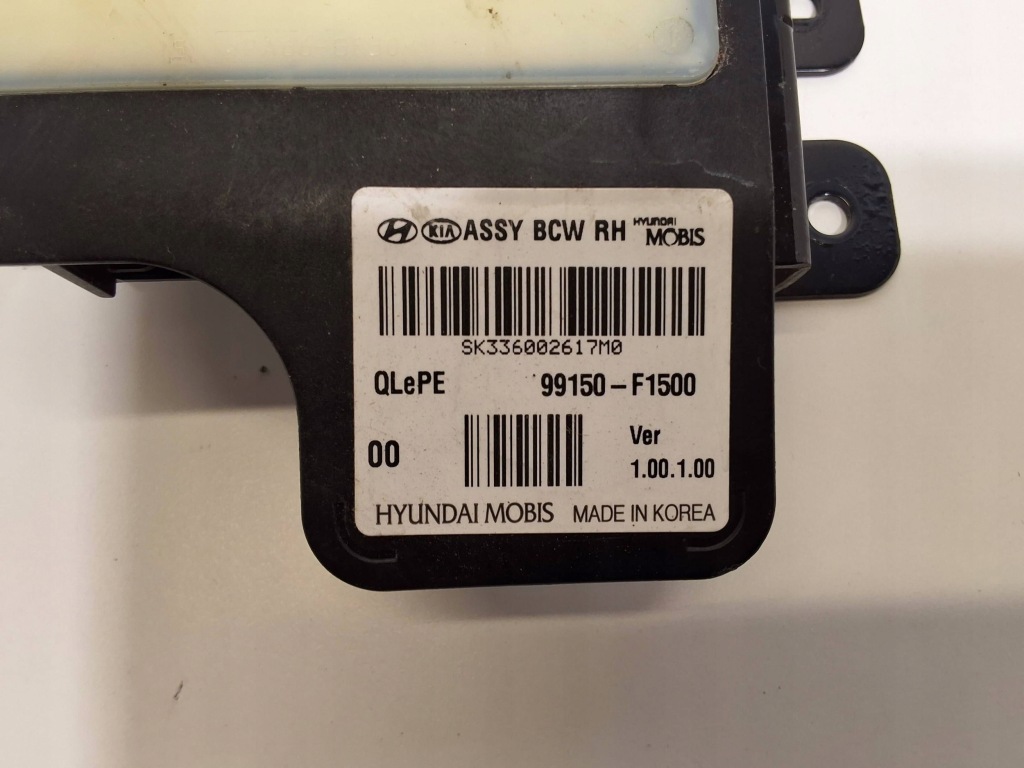 KIA ASSY BCW RH HYUNDAI MOBIS
SK336002617M0
QLePE 99150-F1500
00 Ver 1.00.1.00
HYUNDAI MOBIS MADE IN KOREA